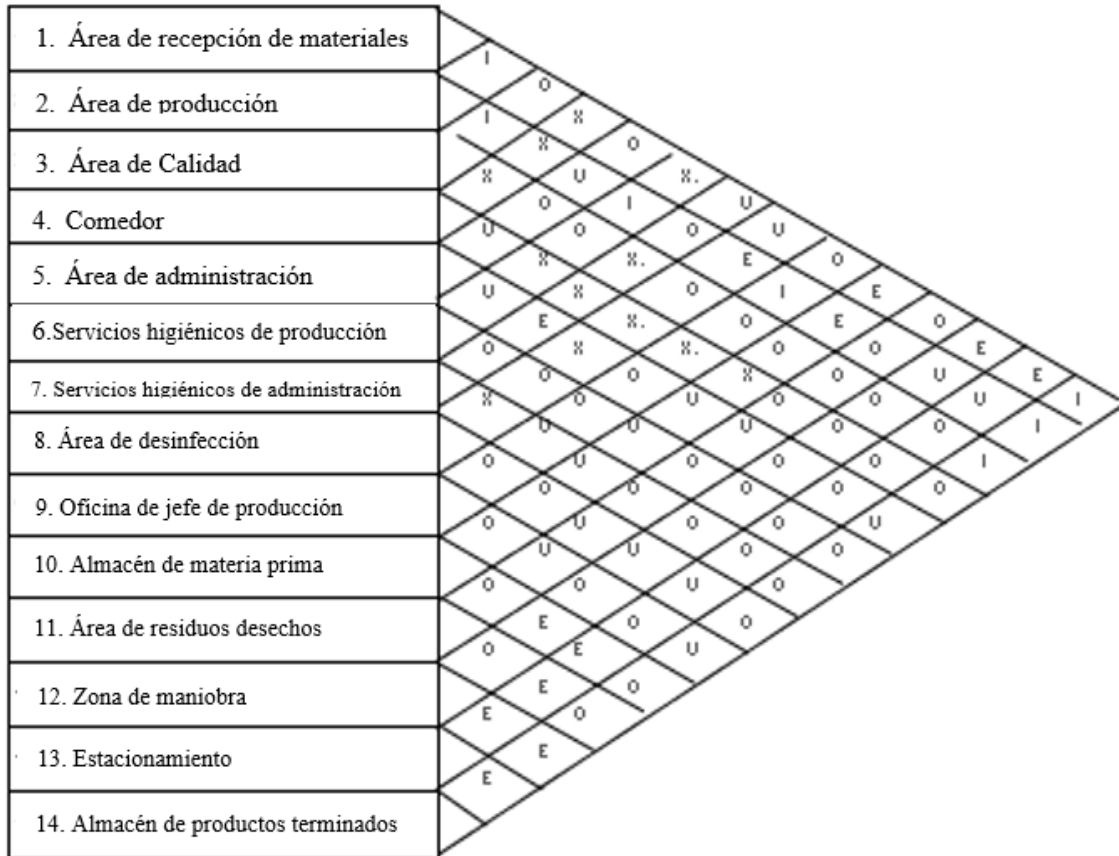 1. Área de recepción de materiales
2. Área de producción
3. Área de Calidad
4. Comedor
5. Área de administración
6.Servicios higiénicos de producción
7. Servicios higiénicos de administración
8. Área de desinfección
9. Oficina de jefe de producción
10. Almacén de materia prima
11. Área de residuos desechos
12. Zona de maniobra
13. Estacionamiento
14. Almacén de productos terminados
I
O
I X
X O
X U X.
O I U
U O O U
X X. E O
U X O I E
E X. O E O
O X X. O O E
O O X O U E
X O U O O U I
U U U O O I
O U O O O I
O O O O O
O U O O U
U U O O
O O U O
E O O
O E U
E O
E O
E
E